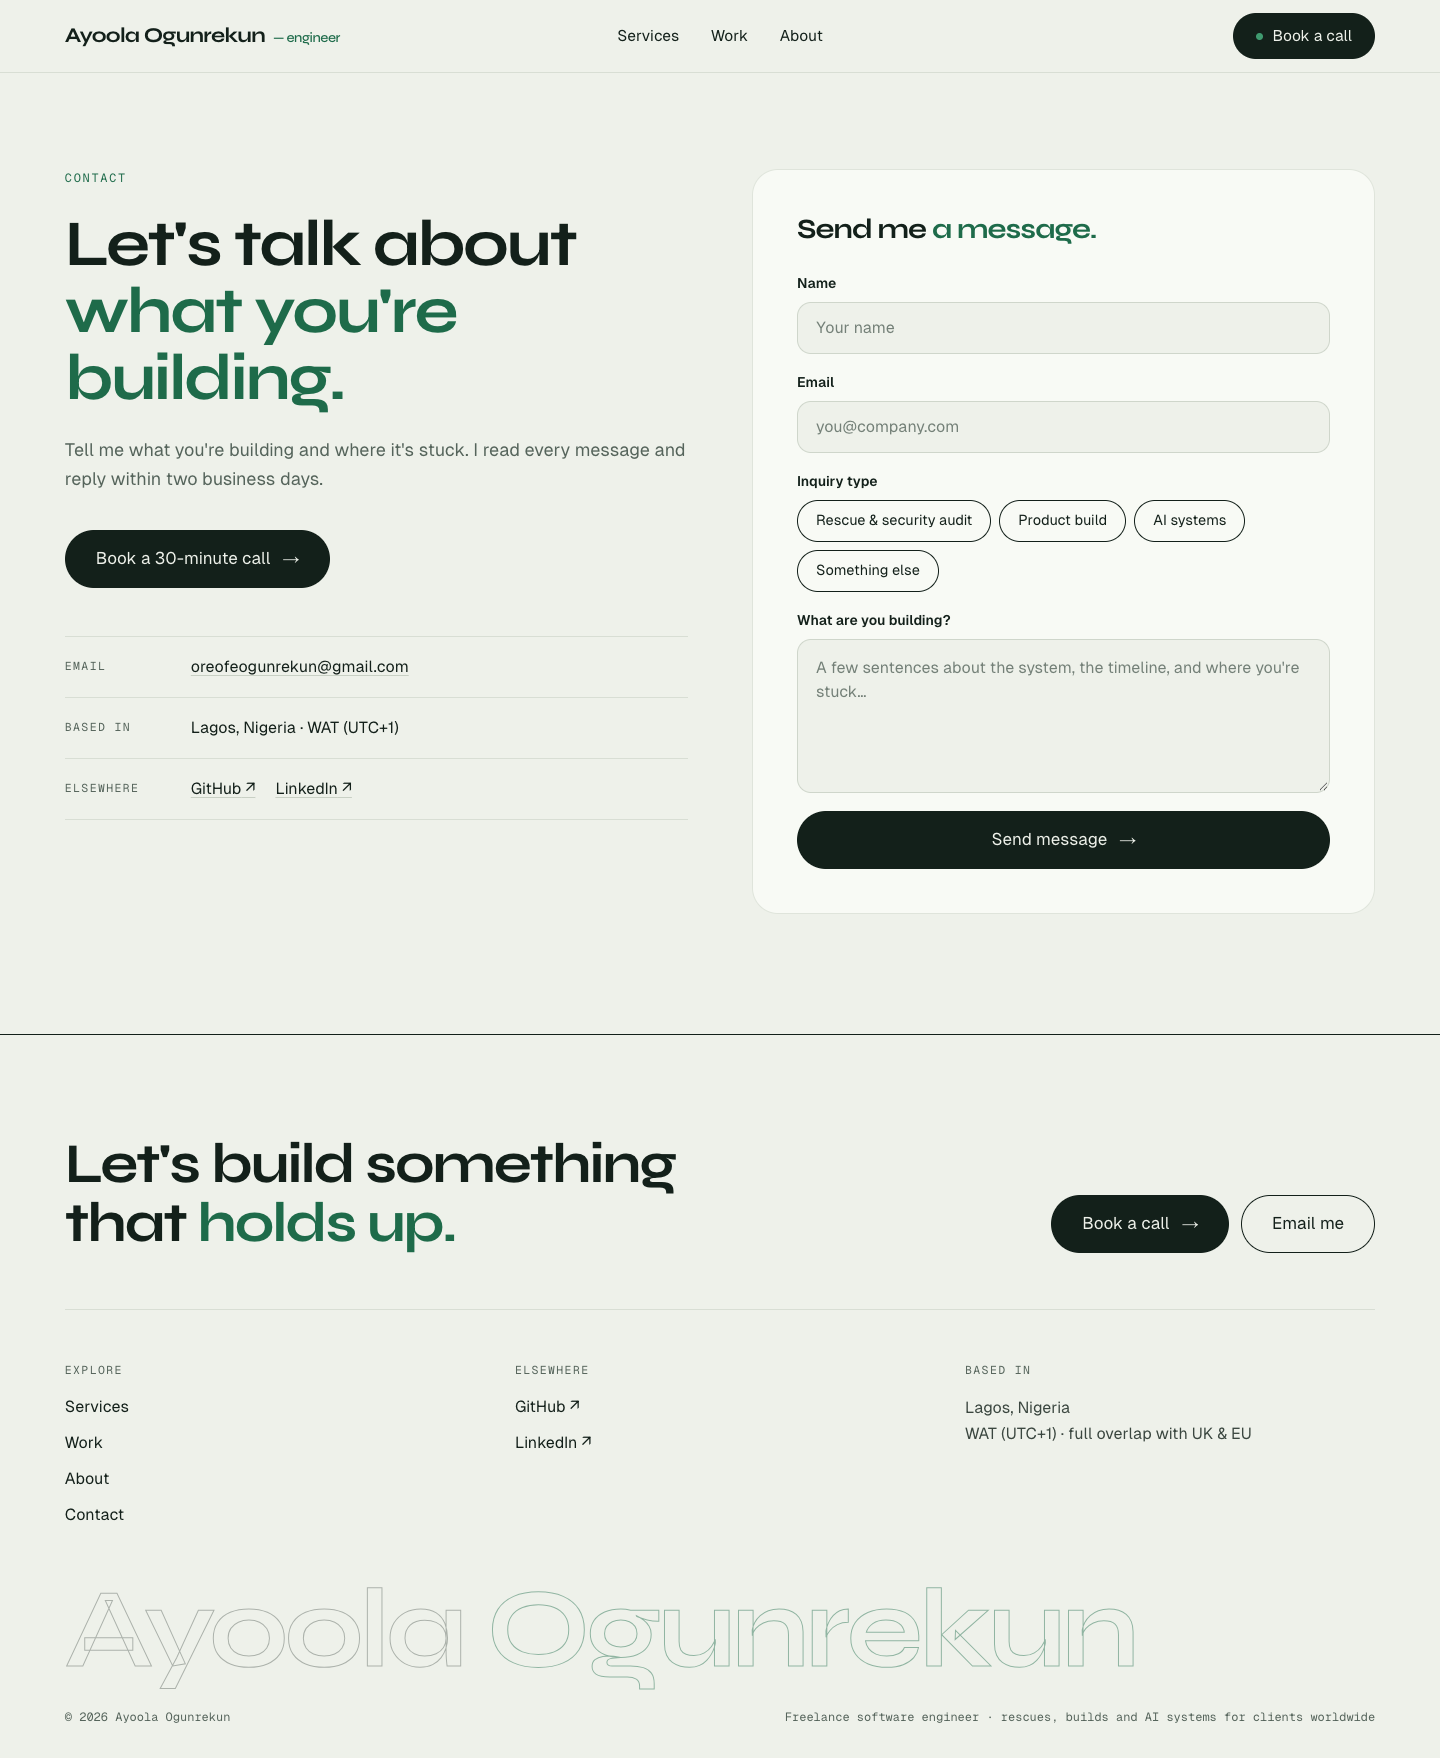 Ayoola Ogunrekun — engineer
Services
Work
About
Book a call
CONTACT
Let's talk about
what you're
building.
Tell me what you're building and where it's stuck. I read every message and
reply within two business days.
Book a 30-minute call →
EMAIL
oreofeogunrekun@gmail.com
BASED IN
Lagos, Nigeria · WAT (UTC+1)
ELSEWHERE
GitHub ↗
LinkedIn ↗
Send me a message.
Name
Your name
Email
you@company.com
Inquiry type
Rescue & security audit
Product build
AI systems
Something else
What are you building?
A few sentences about the system, the timeline, and where you're
stuck...
Send message →
Let's build something
that holds up.
Book a call →
Email me
EXPLORE
Services
Work
About
Contact
ELSEWHERE
GitHub ↗
LinkedIn ↗
BASED IN
Lagos, Nigeria
WAT (UTC+1) · full overlap with UK & EU
Ayoola Ogunrekun
© 2026 Ayoola Ogunrekun
Freelance software engineer · rescues, builds and AI systems for clients worldwide